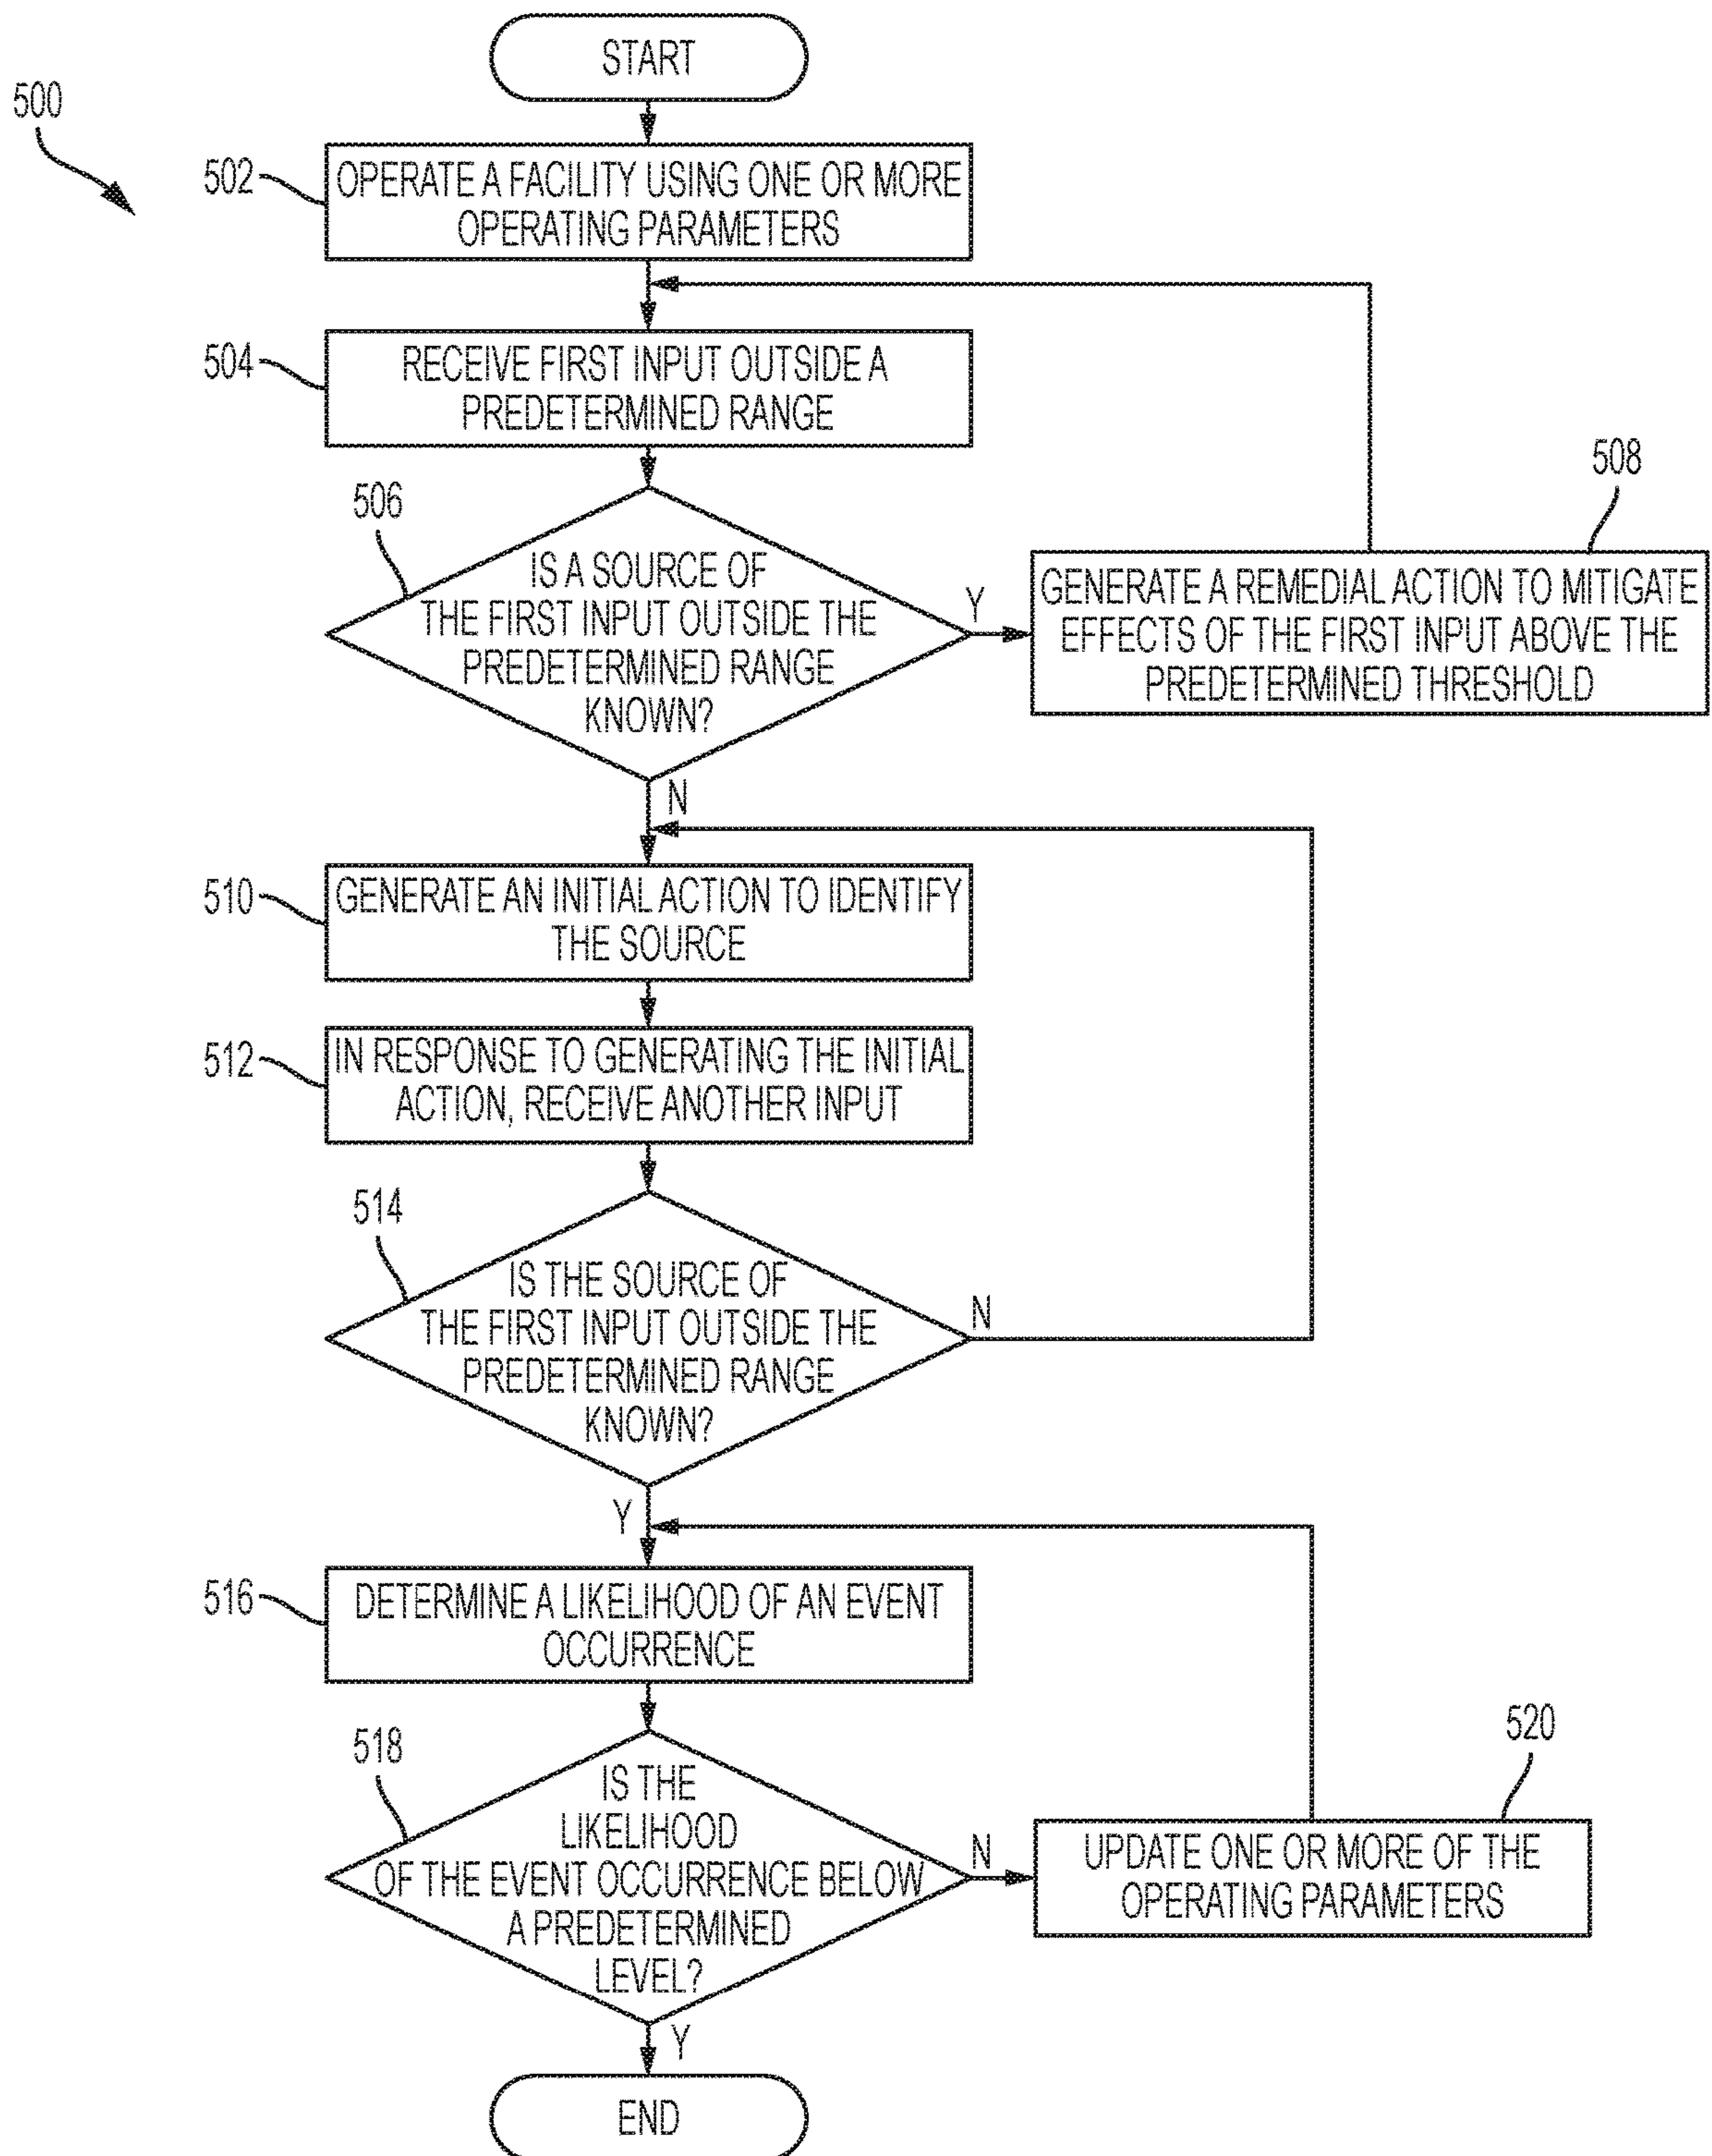 START
500
502
OPERATE A FACILITY USING ONE OR MORE
OPERATING PARAMETERS
504
RECEIVE FIRST INPUT OUTSIDE A
PREDETERMINED RANGE
506
IS A SOURCE OF
THE FIRST INPUT OUTSIDE THE
PREDETERMINED RANGE
KNOWN?
Y
508
GENERATE A REMEDIAL ACTION TO MITIGATE
EFFECTS OF THE FIRST INPUT ABOVE THE
PREDETERMINED THRESHOLD
N
510
GENERATE AN INITIAL ACTION TO IDENTIFY
THE SOURCE
512
IN RESPONSE TO GENERATING THE INITIAL
ACTION, RECEIVE ANOTHER INPUT
514
IS THE SOURCE OF
THE FIRST INPUT OUTSIDE THE
PREDETERMINED RANGE
KNOWN?
N
Y
516
DETERMINE A LIKELIHOOD OF AN EVENT
OCCURRENCE
518
IS THE
LIKELIHOOD
OF THE EVENT OCCURRENCE BELOW
A PREDETERMINED
LEVEL?
N
520
UPDATE ONE OR MORE OF THE
OPERATING PARAMETERS
Y
END